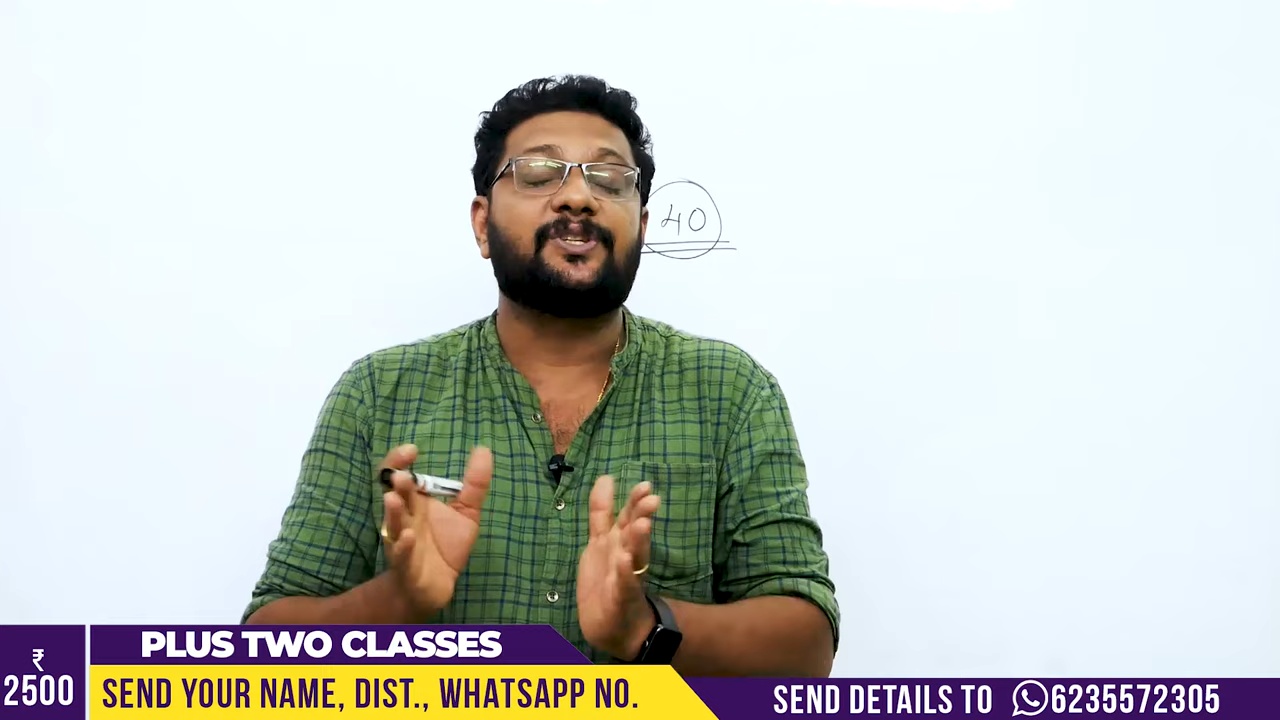 40
PLUS TWO CLASSES
₹
2500
SEND YOUR NAME, DIST., WHATSAPP NO.
SEND DETAILS TO 6235572305